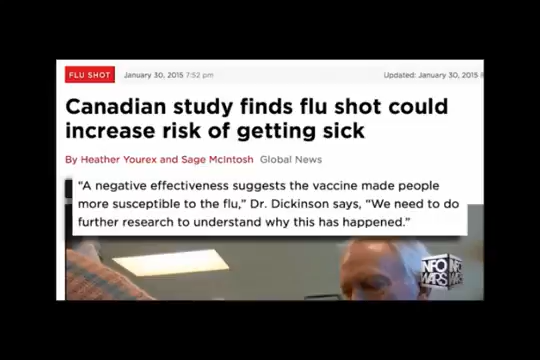 FLU SHOT January 30, 2015 7:52 pm Updated: January 30, 2015
Canadian study finds flu shot could
increase risk of getting sick
By Heather Yourex and Sage McIntosh Global News
"A negative effectiveness suggests the vaccine made people
more susceptible to the flu," Dr. Dickinson says, "We need to do
further research to understand why this has happened."
INFO
WARS